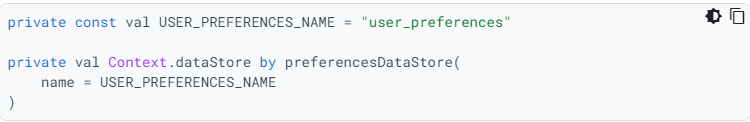 private const val USER_PREFERENCES_NAME = "user_preferences"
private val Context.dataStore by preferencesDataStore(
    name = USER_PREFERENCES_NAME
)